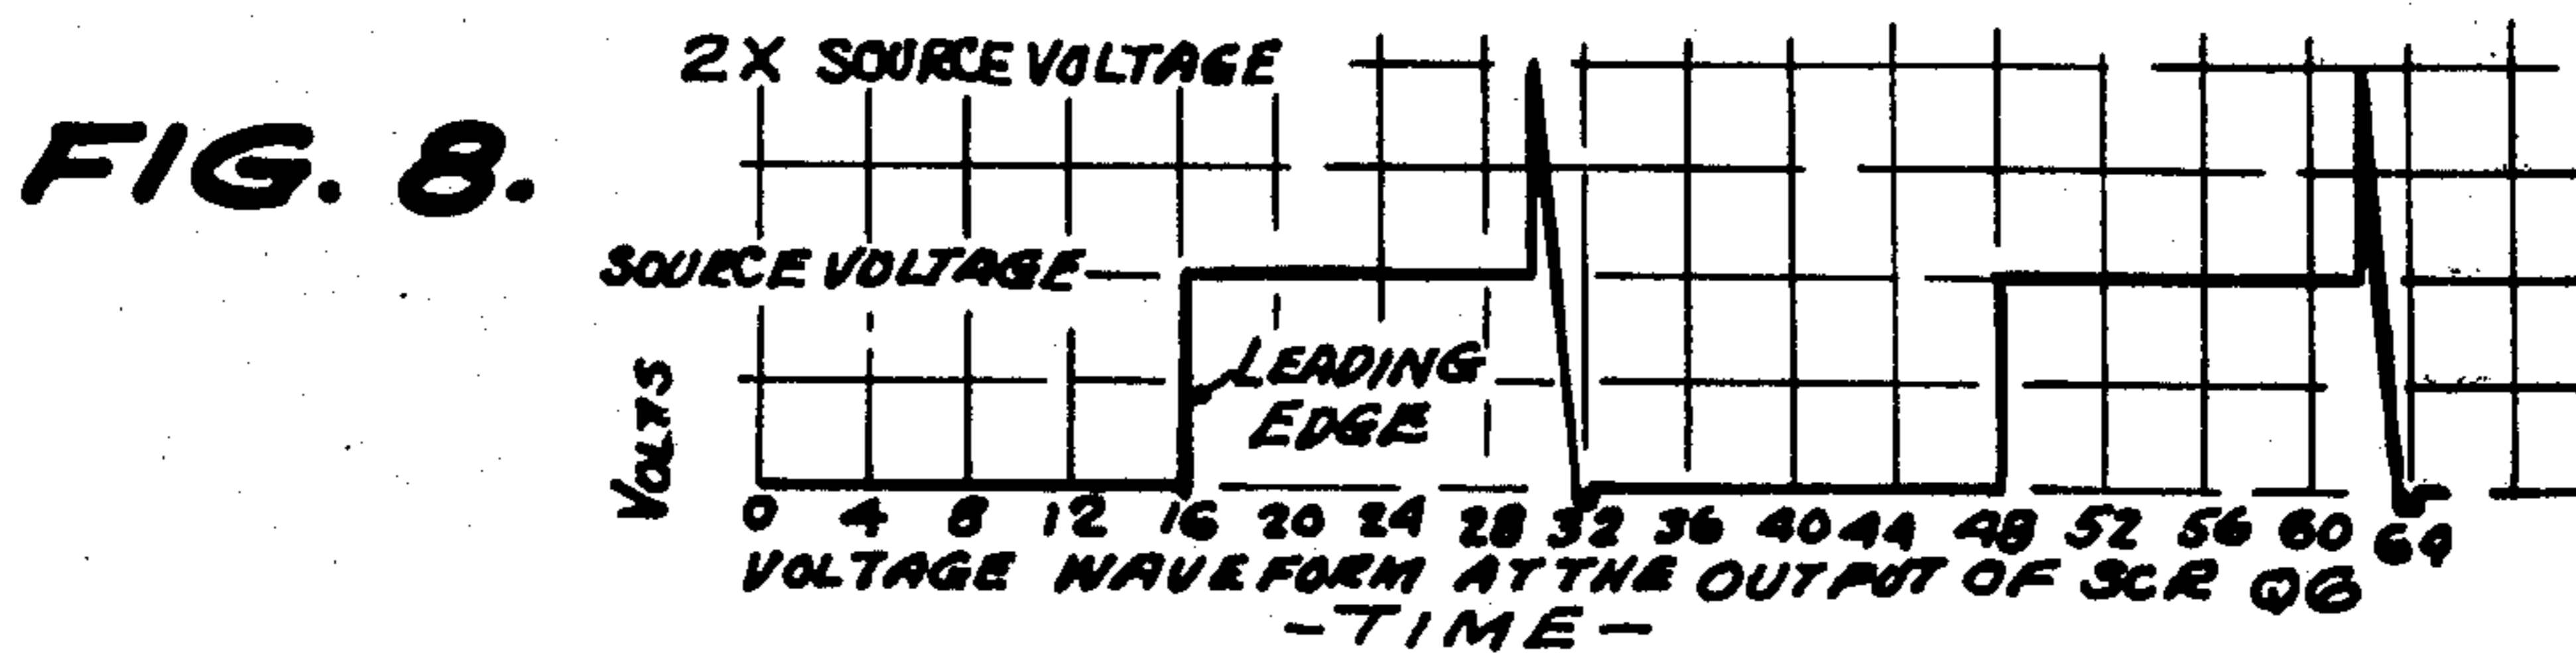 2X SOURCE VOLTAGE
FIG. 8.
SOURCE VOLTAGE
LEADING
EDGE
VOLTS
0 4 8 12 16 20 24 28 32 36 40 44 48 52 56 60 64
VOLTAGE WAVEFORM AT THE OUTPUT OF SCR Q6
-TIME-